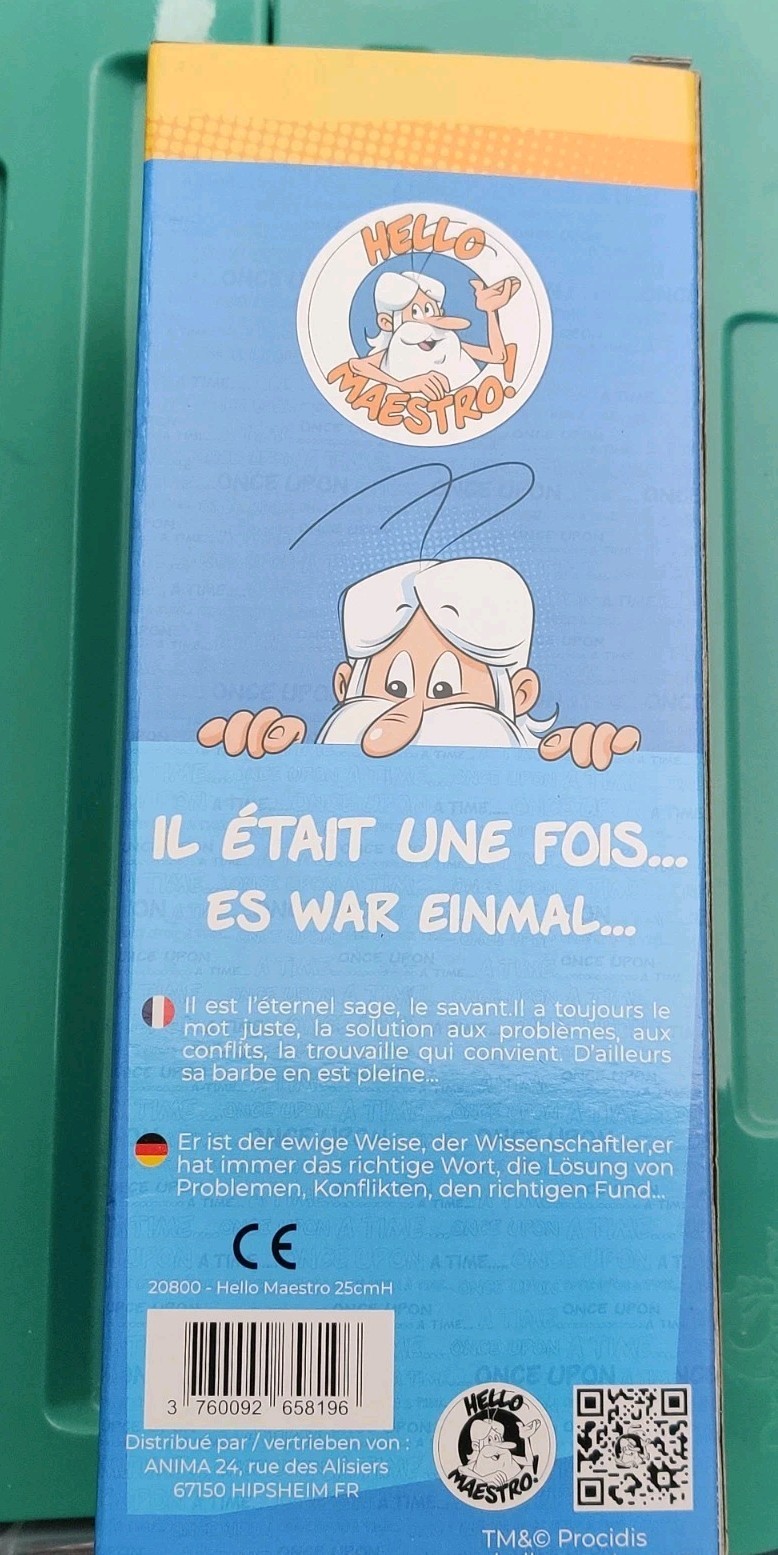 HELLO
MAESTRO!
IL ÉTAIT UNE FOIS...
ES WAR EINMAL...
Il est l'éternel sage, le savant.Il a toujours le
mot juste, la solution aux problèmes, aux
conflits, la trouvaille qui convient. D'ailleurs
sa barbe en est pleine...
Er ist der ewige Weise, der Wissenschaftler,er
hat immer das richtige Wort, die Lösung von
Problemen, Konflikten, den richtigen Fund...
CE
20800 - Hello Maestro 25cmH
3 760092 658196
Distribué par / vertrieben von :
ANIMA 24, rue des Alisiers
67150 HIPSHEIM FR
HELLO
MAESTRO!
TM&© Procidis